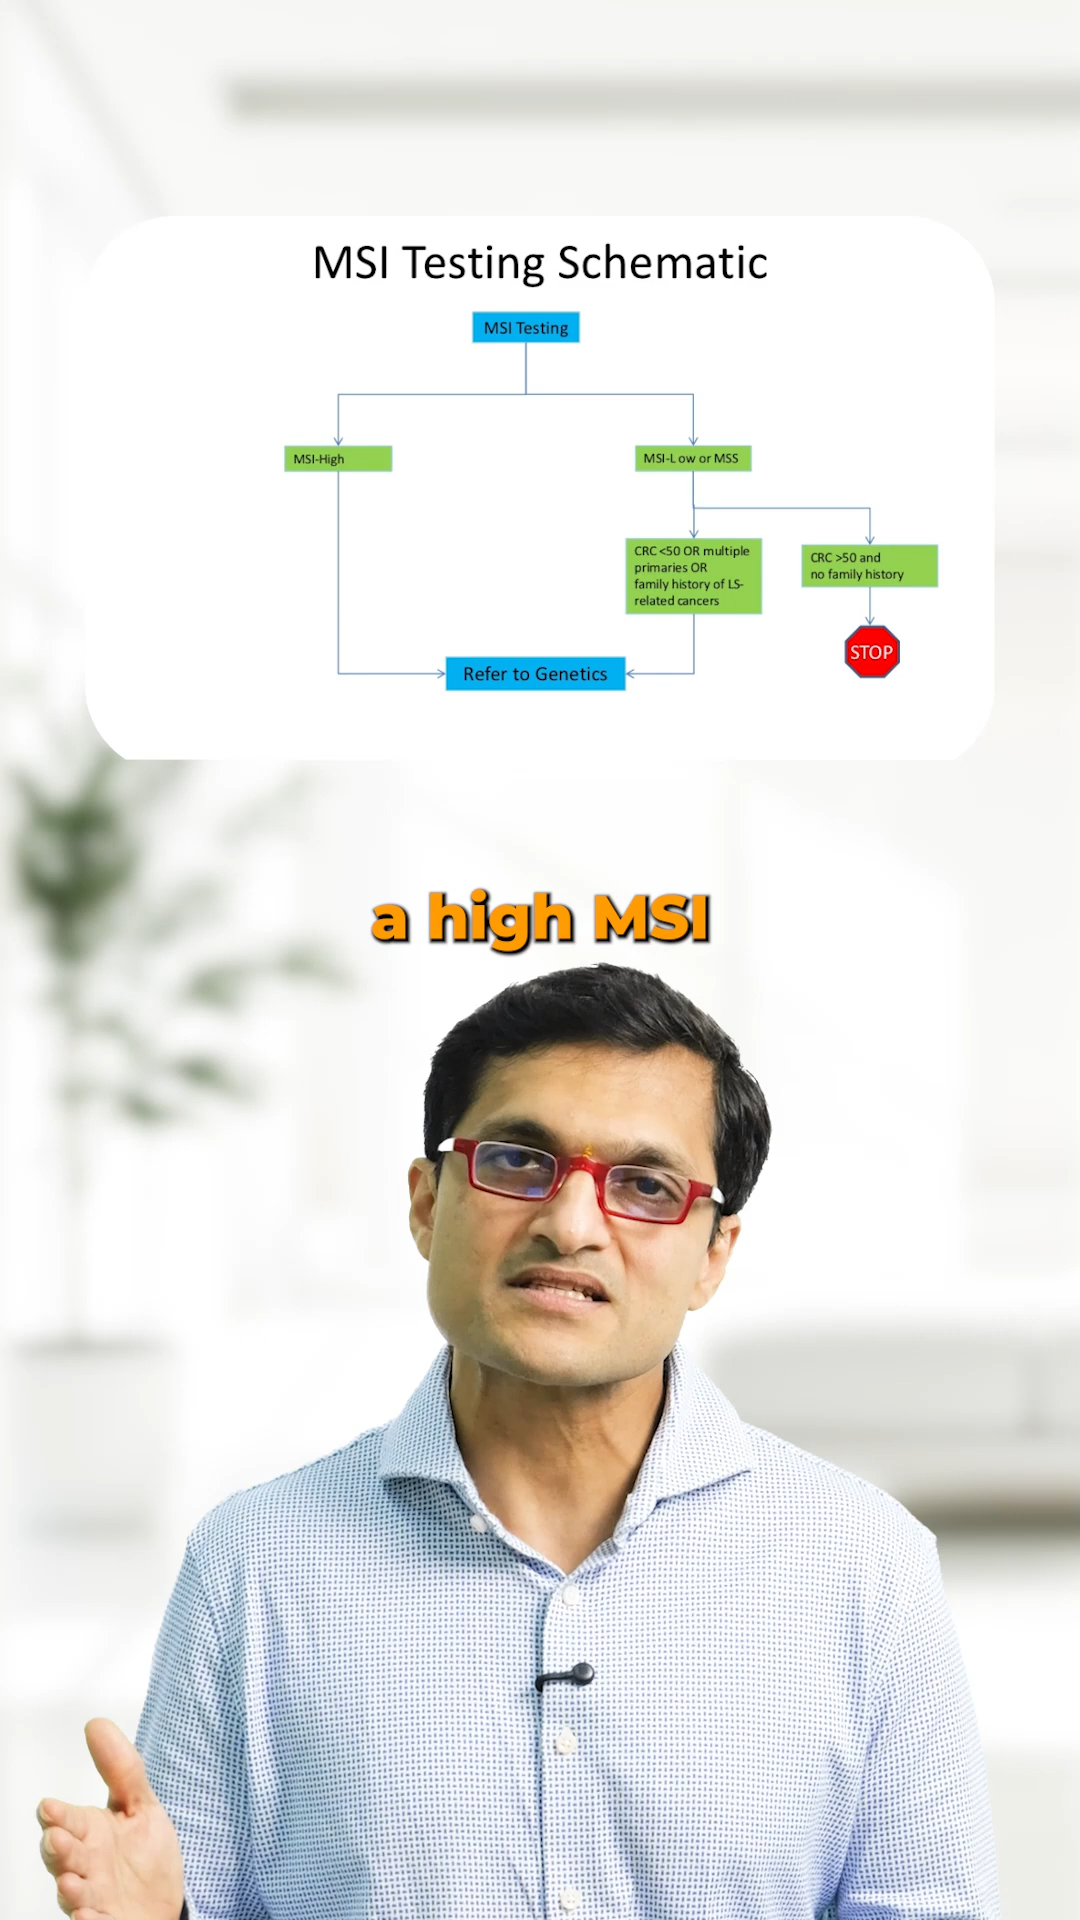 MSI Testing Schematic
MSI Testing
MSI-High
MSI-L ow or MSS
CRC <50 OR multiple
primaries OR
family history of LS-
related cancers
CRC >50 and
no family history
STOP
Refer to Genetics
a high MSI